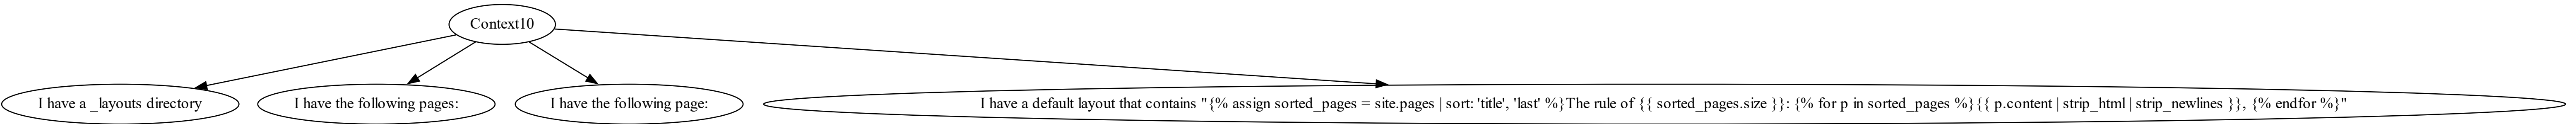 Context10
I have a _layouts directory
I have the following pages:
I have the following page:
I have a default layout that contains "{% assign sorted_pages = site.pages | sort: 'title', 'last' %}The rule of {{ sorted_pages.size }}: {% for p in sorted_pages %}{{ p.content | strip_html | strip_newlines }}, {% endfor %}"